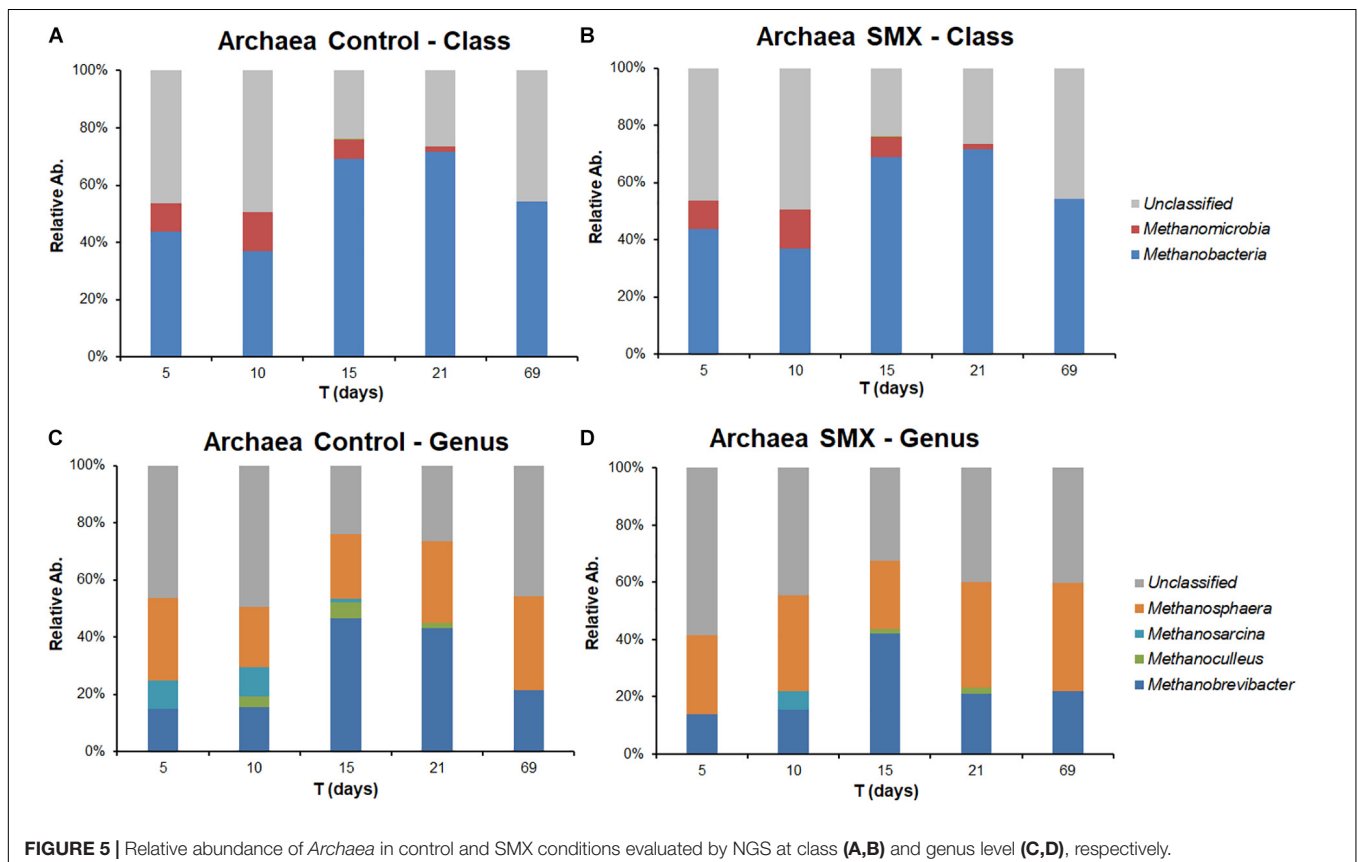 A
Archaea Control - Class
Relative Ab.
100%
80%
60%
40%
20%
0%
5 10 15 21 69
T (days)
B
Archaea SMX - Class
Relative Ab.
100%
80%
60%
40%
20%
0%
5 10 15 21 69
T (days)
Unclassified
Methanomicrobia
Methanobacteria
C
Archaea Control - Genus
Relative Ab.
100%
80%
60%
40%
20%
0%
5 10 15 21 69
T (days)
D
Archaea SMX - Genus
Relative Ab.
100%
80%
60%
40%
20%
0%
5 10 15 21 69
T (days)
Unclassified
Methanosphaera
Methanosarcina
Methanoculleus
Methanobrevibacter
FIGURE 5 | Relative abundance of Archaea in control and SMX conditions evaluated by NGS at class (A,B) and genus level (C,D), respectively.